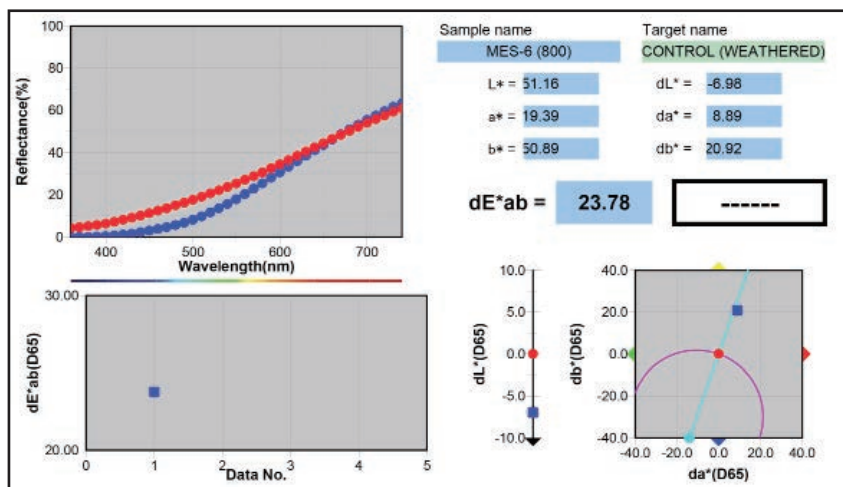 100
80
60
40
20
0
Reflectance(%)
400 500 600 700
Wavelength(nm)
Sample name
MES-6 (800)
Target name
CONTROL (WEATHERED)
L* = 51.16
dL* = -6.98
a* = 19.39
da* = 8.89
b* = 50.89
db* = 20.92
dE*ab = 23.78
------
30.00
20.00
dE*ab(D65)
0 1 2 3 4 5
Data No.
10.0
5.0
0.0
-5.0
-10.0
dL*(D65)
40.0
20.0
0.0
-20.0
-40.0
db*(D65)
-40.0 -20.0 0.0 20.0 40.0
da*(D65)